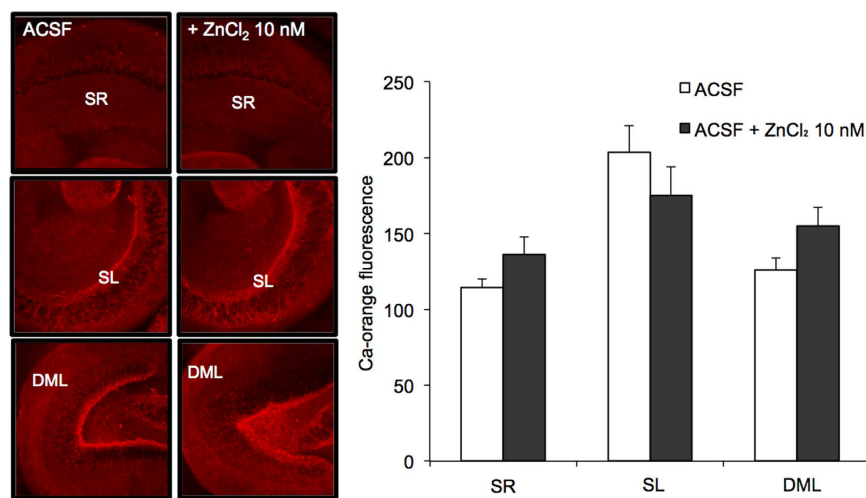 ACSF
+ ZnCl₂ 10 nM
SR
SR
SL
SL
DML
DML
250
200
150
100
50
0
Ca-orange fluorescence
ACSF
ACSF + ZnCl₂ 10 nM
SR
SL
DML